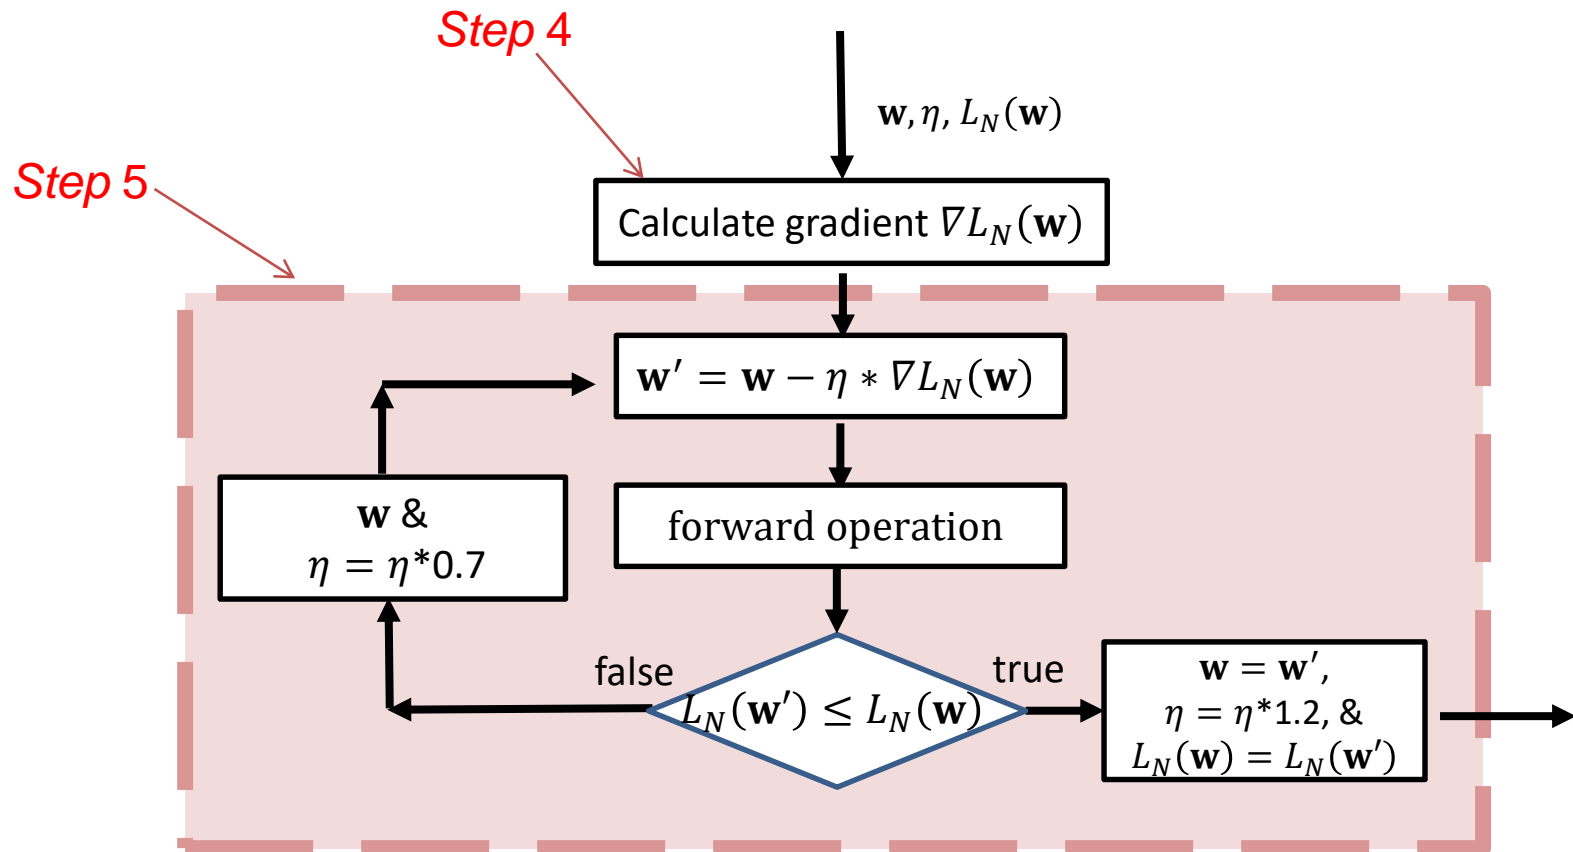 Step 4
𝐰, 𝜂, 𝐿_𝑁(𝐰)
Step 5
Calculate gradient 𝛻𝐿_𝑁(𝐰)
𝐰′ = 𝐰 − 𝜂 ∗ 𝛻𝐿_𝑁(𝐰)
𝐰 &
𝜂 = 𝜂*0.7
forward operation
false
true
𝐿_𝑁(𝐰′) ≤ 𝐿_𝑁(𝐰)
𝐰 = 𝐰′,
𝜂 = 𝜂*1.2, &
𝐿_𝑁(𝐰) = 𝐿_𝑁(𝐰′)